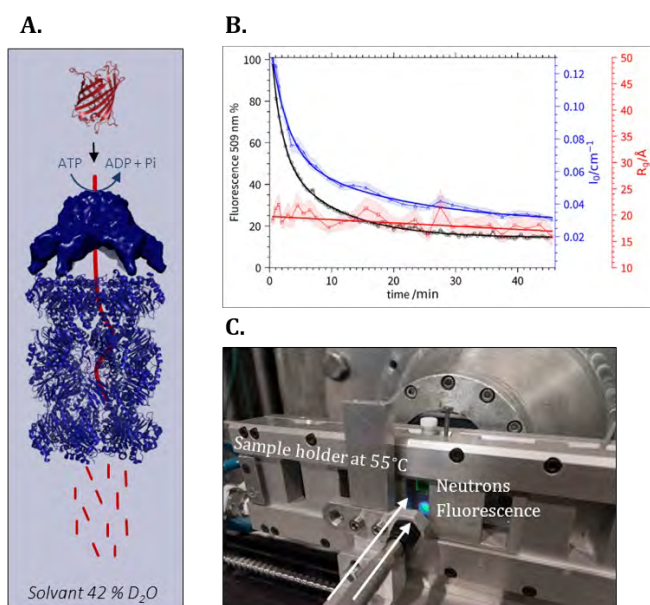 A.
ATP
ADP + Pi
Solvant 42 % D₂O
B.
100
80
60
40
20
0
Fluorescence 509 nm %
0
10
20
30
40
time /min
0.12
0.10
0.08
0.06
0.04
0.02
I₀/cm⁻¹
50
45
40
35
30
25
20
15
10
R_g/Å
C.
Sample holder at 55°C
Neutrons
Fluorescence